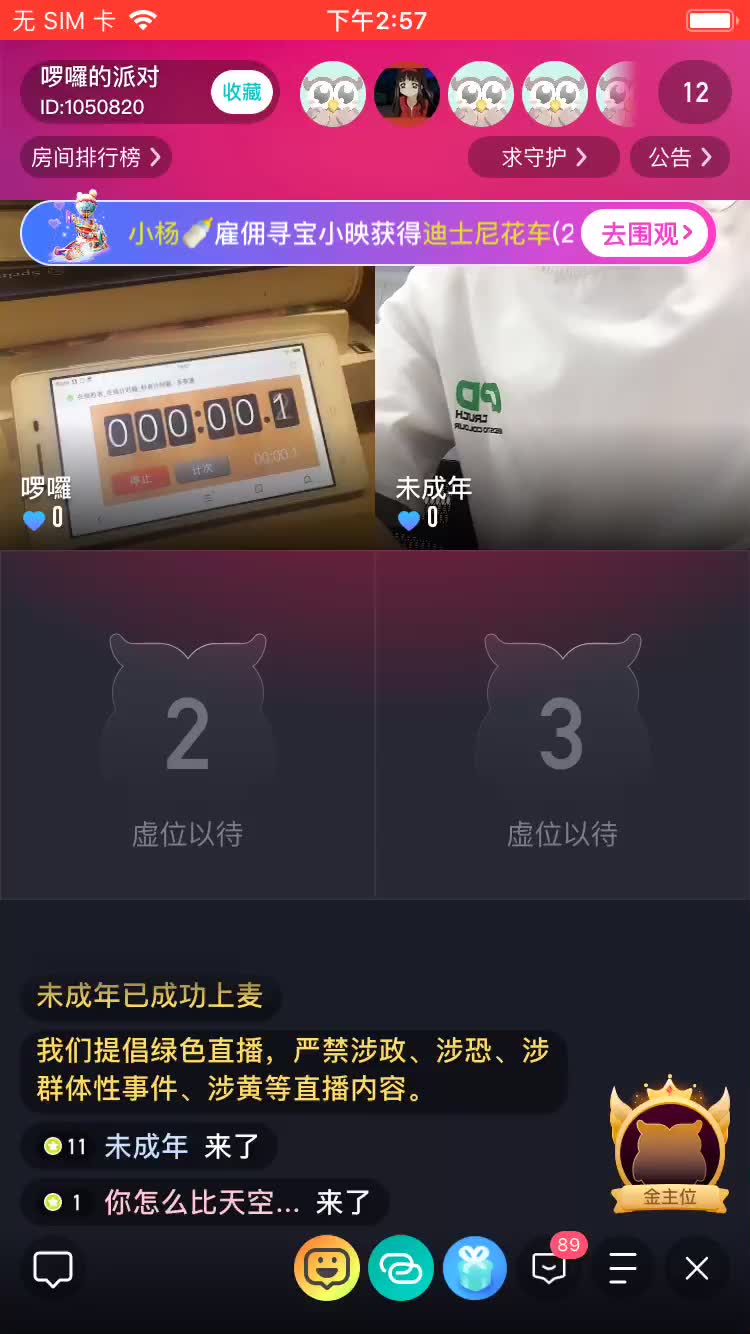 无 SIM 卡
下午2:57
啰囉的派对
ID:1050820
收藏
12
房间排行榜
求守护
公告
小杨🍼雇佣寻宝小映获得迪士尼花车(2
去围观
000:00.1
停止
计次
00:00.1
啰囉
0
PD
CRUCH
未成年
0
2
虚位以待
3
虚位以待
未成年已成功上麦
我们提倡绿色直播，严禁涉政、涉恐、涉
群体性事件、涉黄等直播内容。
11 未成年 来了
1 你怎么比天空... 来了
金主位
89